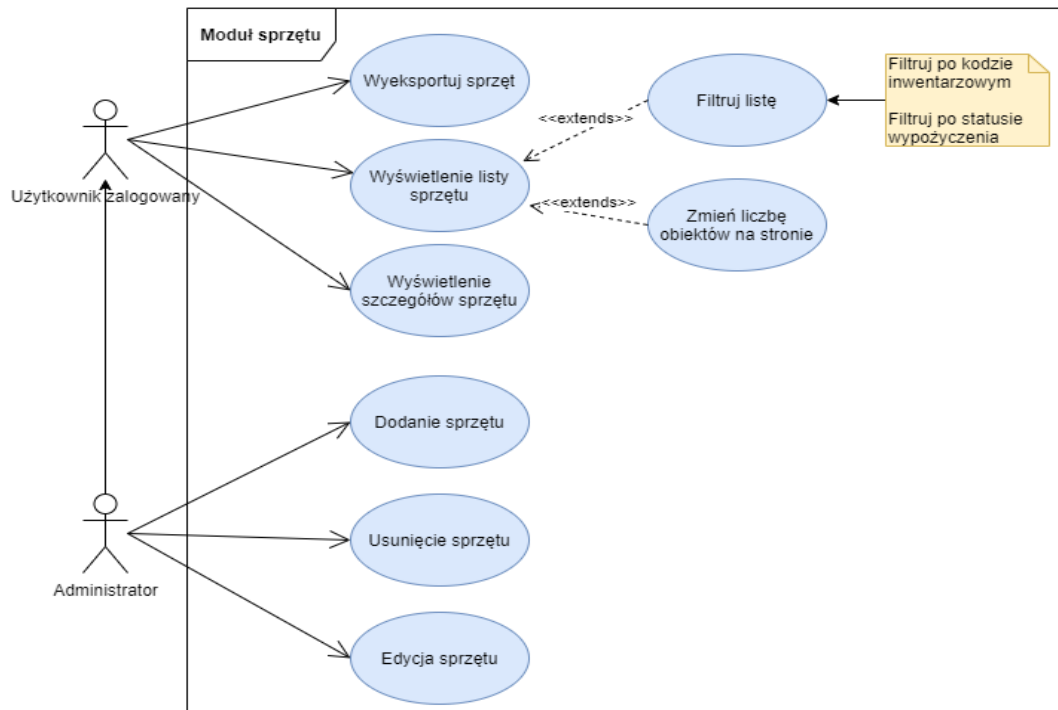 Moduł sprzętu
Wyeksportuj sprzęt
Filtruj listę
Filtruj po kodzie
inwentarzowym
Filtruj po statusie
wypożyczenia
<<extends>>
Użytkownik zalogowany
Wyświetlenie listy
sprzętu
<<extends>>
Zmień liczbę
obiektów na stronie
Wyświetlenie
szczegółów sprzętu
Dodanie sprzętu
Usunięcie sprzętu
Administrator
Edycja sprzętu